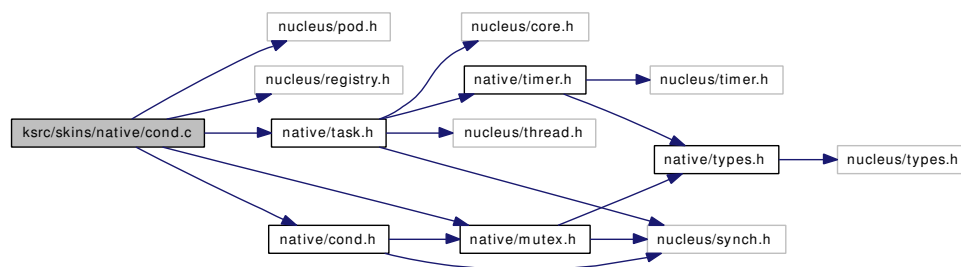 nucleus/pod.h
nucleus/core.h
nucleus/registry.h
native/timer.h
nucleus/timer.h
ksrc/skins/native/cond.c
native/task.h
nucleus/thread.h
native/types.h
nucleus/types.h
native/cond.h
native/mutex.h
nucleus/synch.h